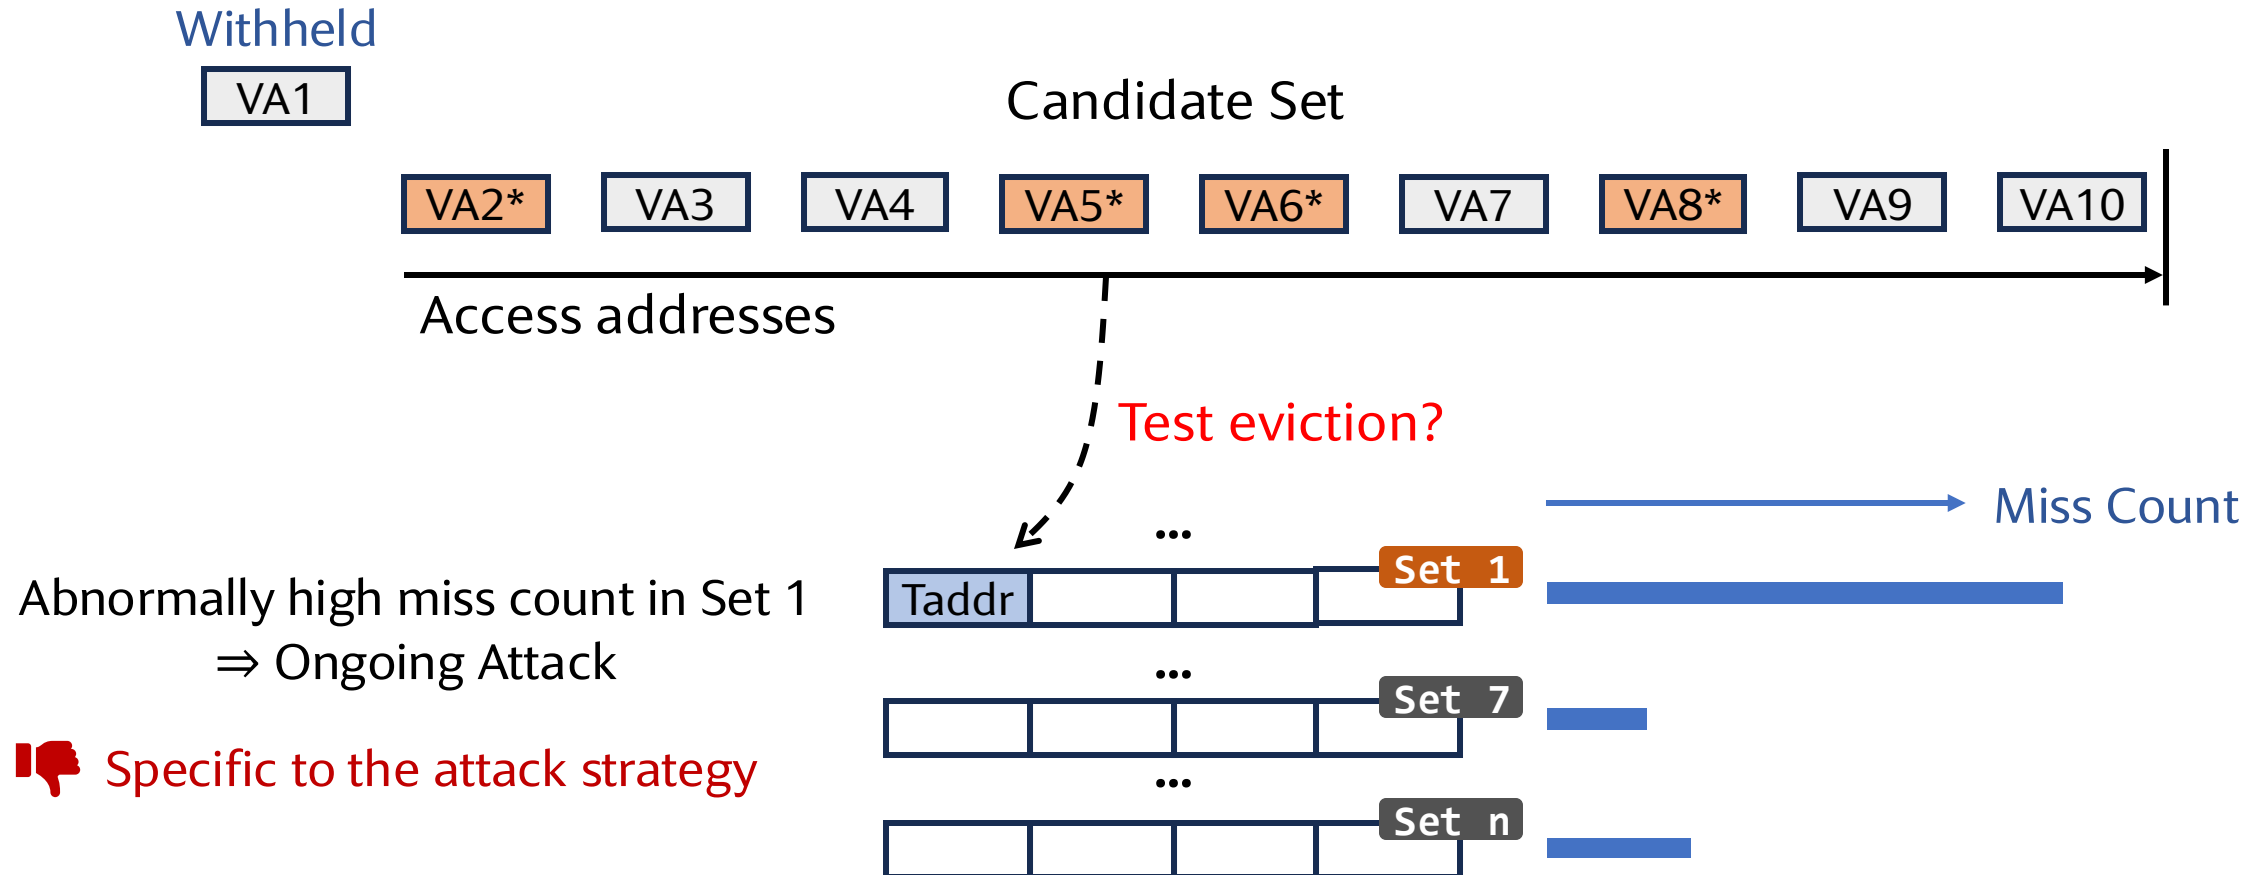 Withheld
VA1
Candidate Set
VA2* VA3 VA4 VA5* VA6* VA7 VA8* VA9 VA10
Access addresses
Test eviction?
Miss Count
...
Set 1
Taddr
Abnormally high miss count in Set 1
⇒ Ongoing Attack
...
Set 7
Specific to the attack strategy
...
Set n